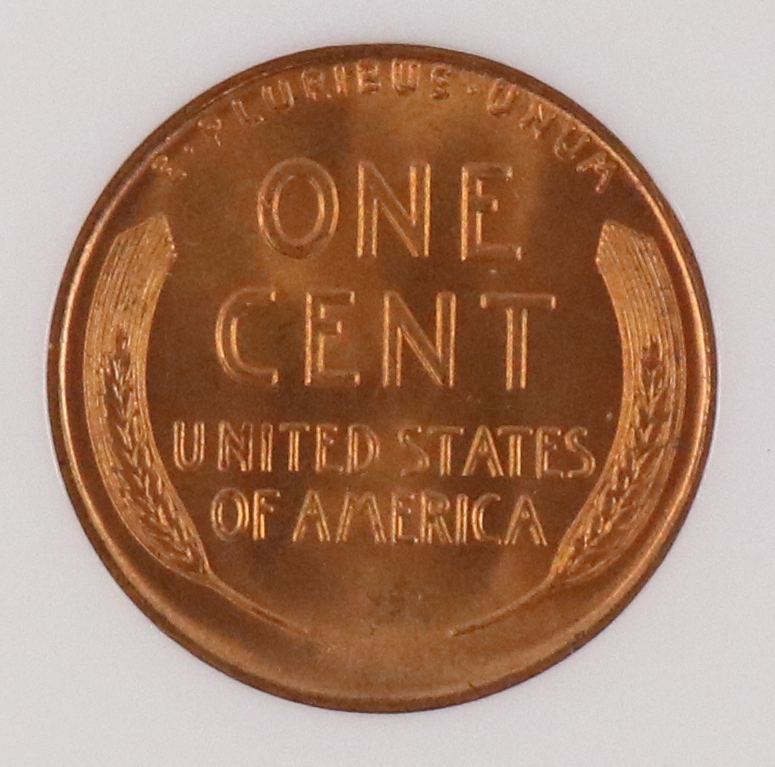 E·PLURIBUS·UNUM
ONE
CENT
UNITED STATES
OF AMERICA